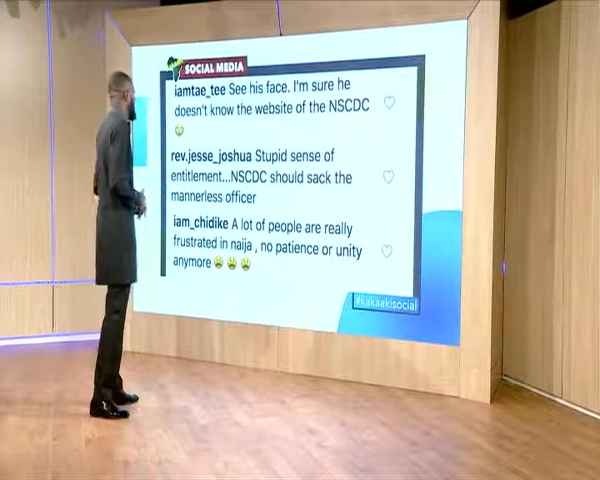 SOCIAL MEDIA
iamtae_tee See his face. I'm sure he
doesn't know the website of the NSCDC
rev.jesse_joshua Stupid sense of
entitlement...NSCDC should sack the
mannerless officer
iam_chidike A lot of people are really
frustrated in naija , no patience or unity
anymore 😩😩😩
#kakaakisocial